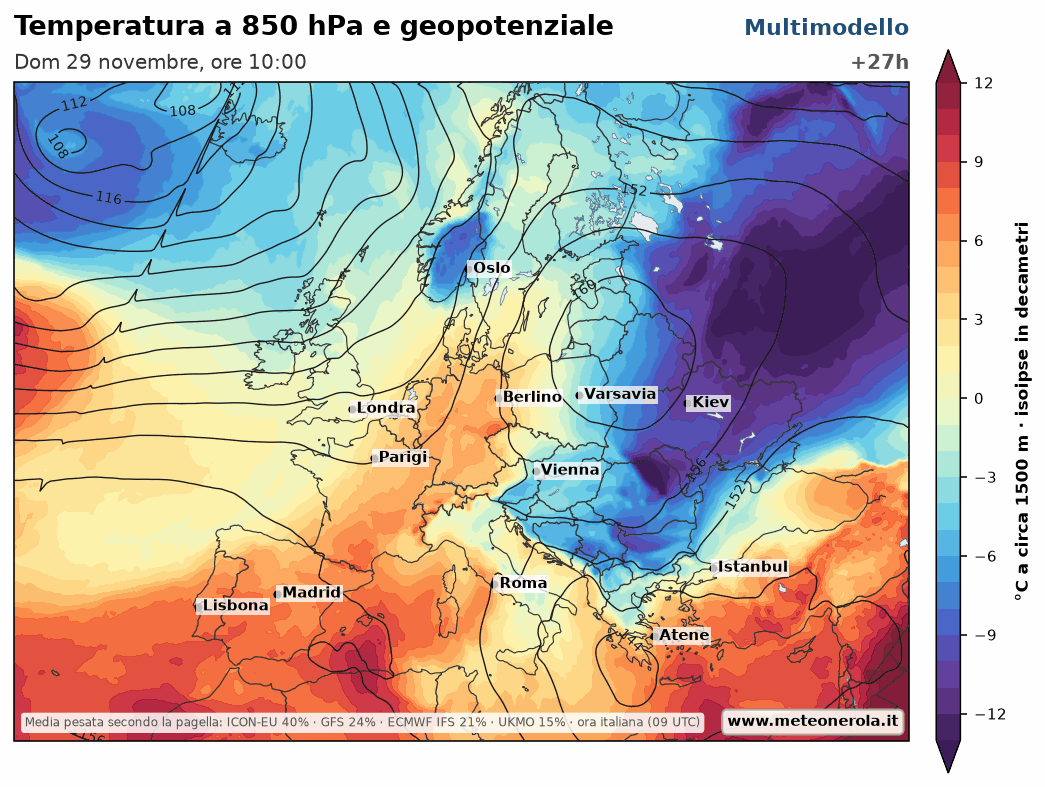 Temperatura a 850 hPa e geopotenziale
Multimodello
Dom 29 novembre, ore 10:00
+27h
112
108
108
116
152
160
156
152
156
Oslo
Londra
Berlino
Varsavia
Kiev
Parigi
Vienna
Roma
Istanbul
Madrid
Lisbona
Atene
Media pesata secondo la pagella: ICON-EU 40% · GFS 24% · ECMWF IFS 21% · UKMO 15% · ora italiana (09 UTC)
www.meteonerola.it
12
9
6
3
0
−3
−6
−9
−12
°C a circa 1500 m · isoipse in decametri